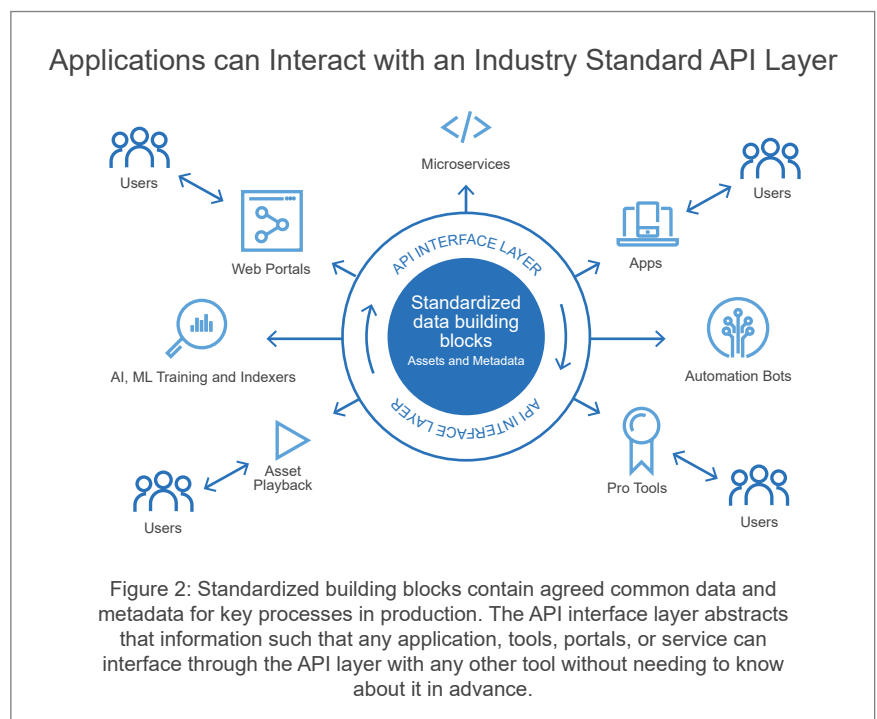 Applications can Interact with an Industry Standard API Layer
Microservices
Users
Users
Web Portals
Apps
API INTERFACE LAYER
Standardized
data building
blocks
Assets and Metadata
AI, ML Training and Indexers
Automation Bots
API INTERFACE LAYER
Asset
Playback
Pro Tools
Users
Users
Figure 2: Standardized building blocks contain agreed common data and
metadata for key processes in production. The API interface layer abstracts
that information such that any application, tools, portals, or service can
interface through the API layer with any other tool without needing to know
about it in advance.